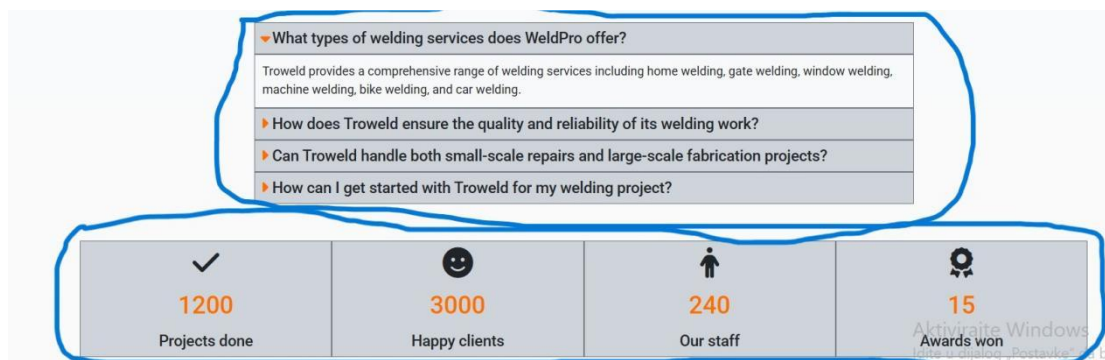 What types of welding services does WeldPro offer?
Troweld provides a comprehensive range of welding services including home welding, gate welding, window welding,
machine welding, bike welding, and car welding.
How does Troweld ensure the quality and reliability of its welding work?
Can Troweld handle both small-scale repairs and large-scale fabrication projects?
How can I get started with Troweld for my welding project?
1200 3000 240 15
Projects done Happy clients Our staff Awards won
Aktivirajte Windows
Idite u dijalog „Postavke“